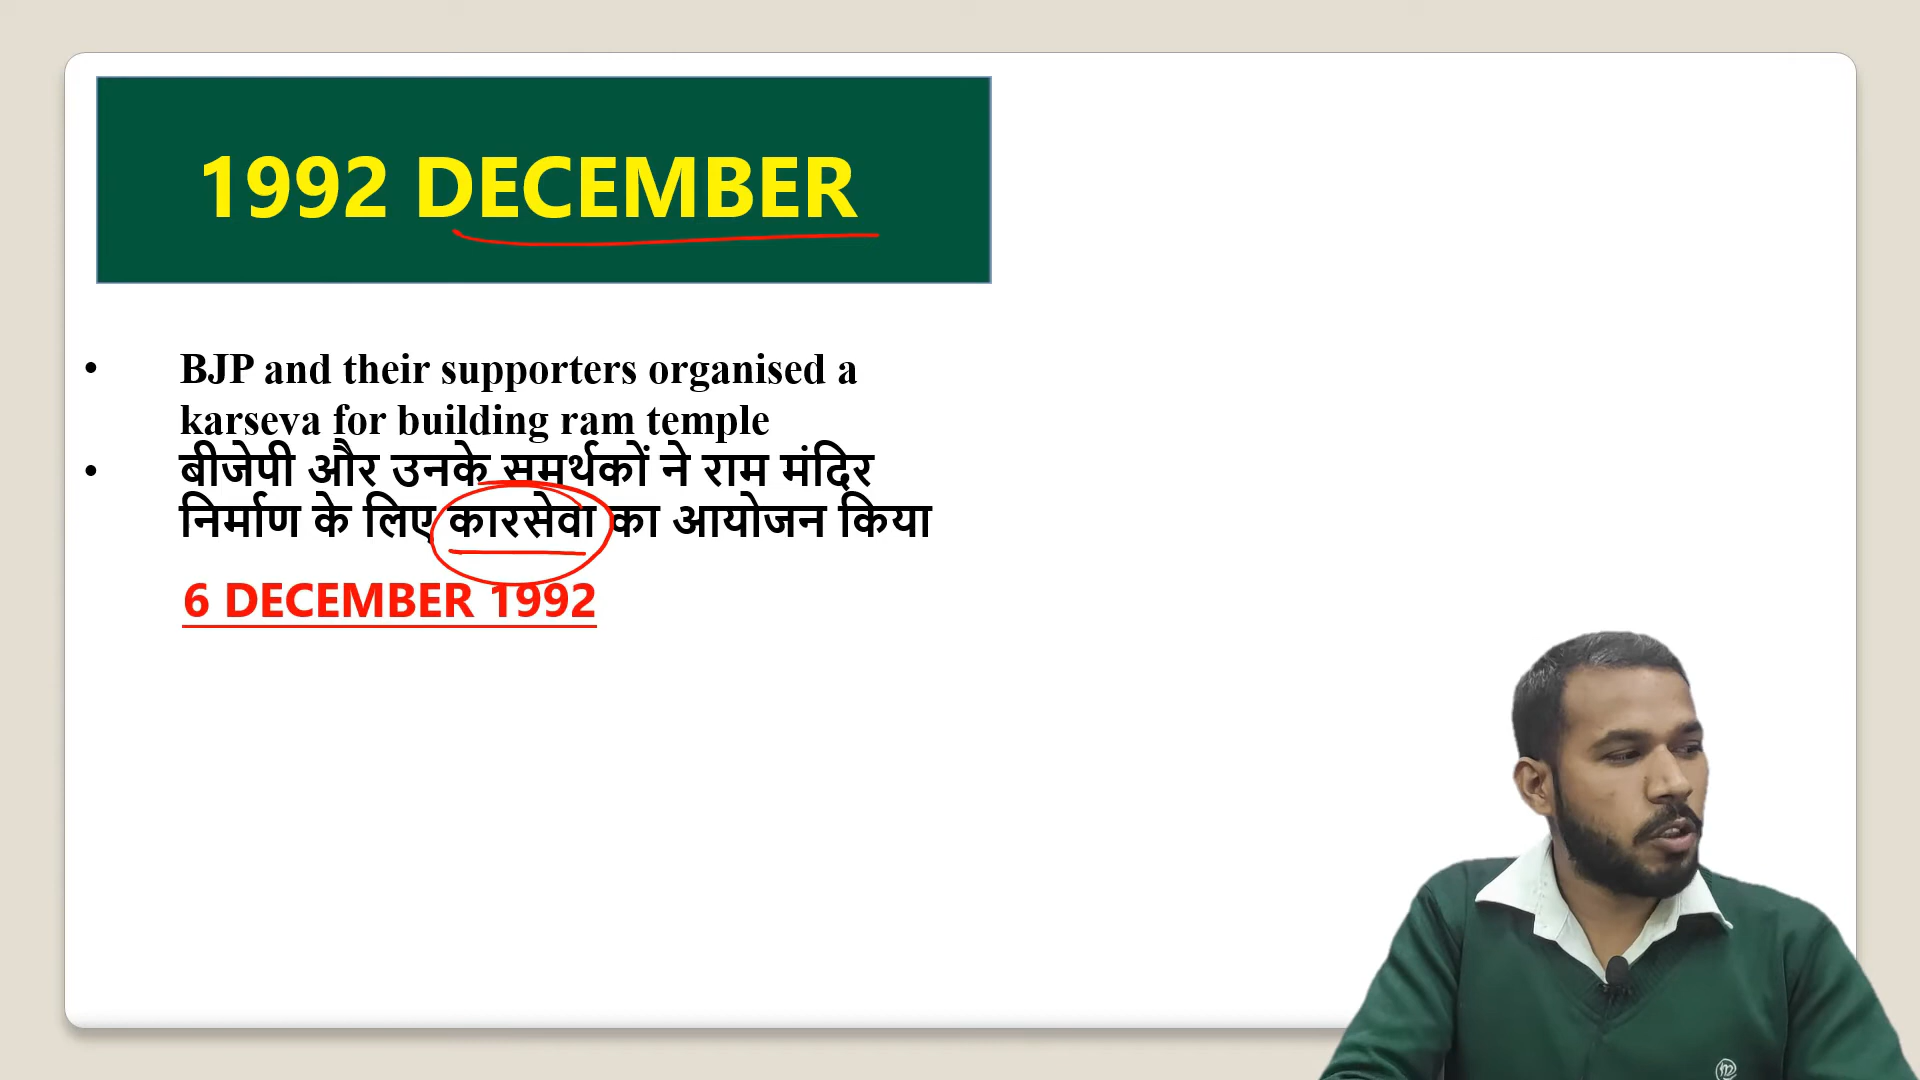 1992 DECEMBER
• BJP and their supporters organised a
karseva for building ram temple
• बीजेपी और उनके समर्थकों ने राम मंदिर
निर्माण के लिए कारसेवा का आयोजन किया
6 DECEMBER 1992